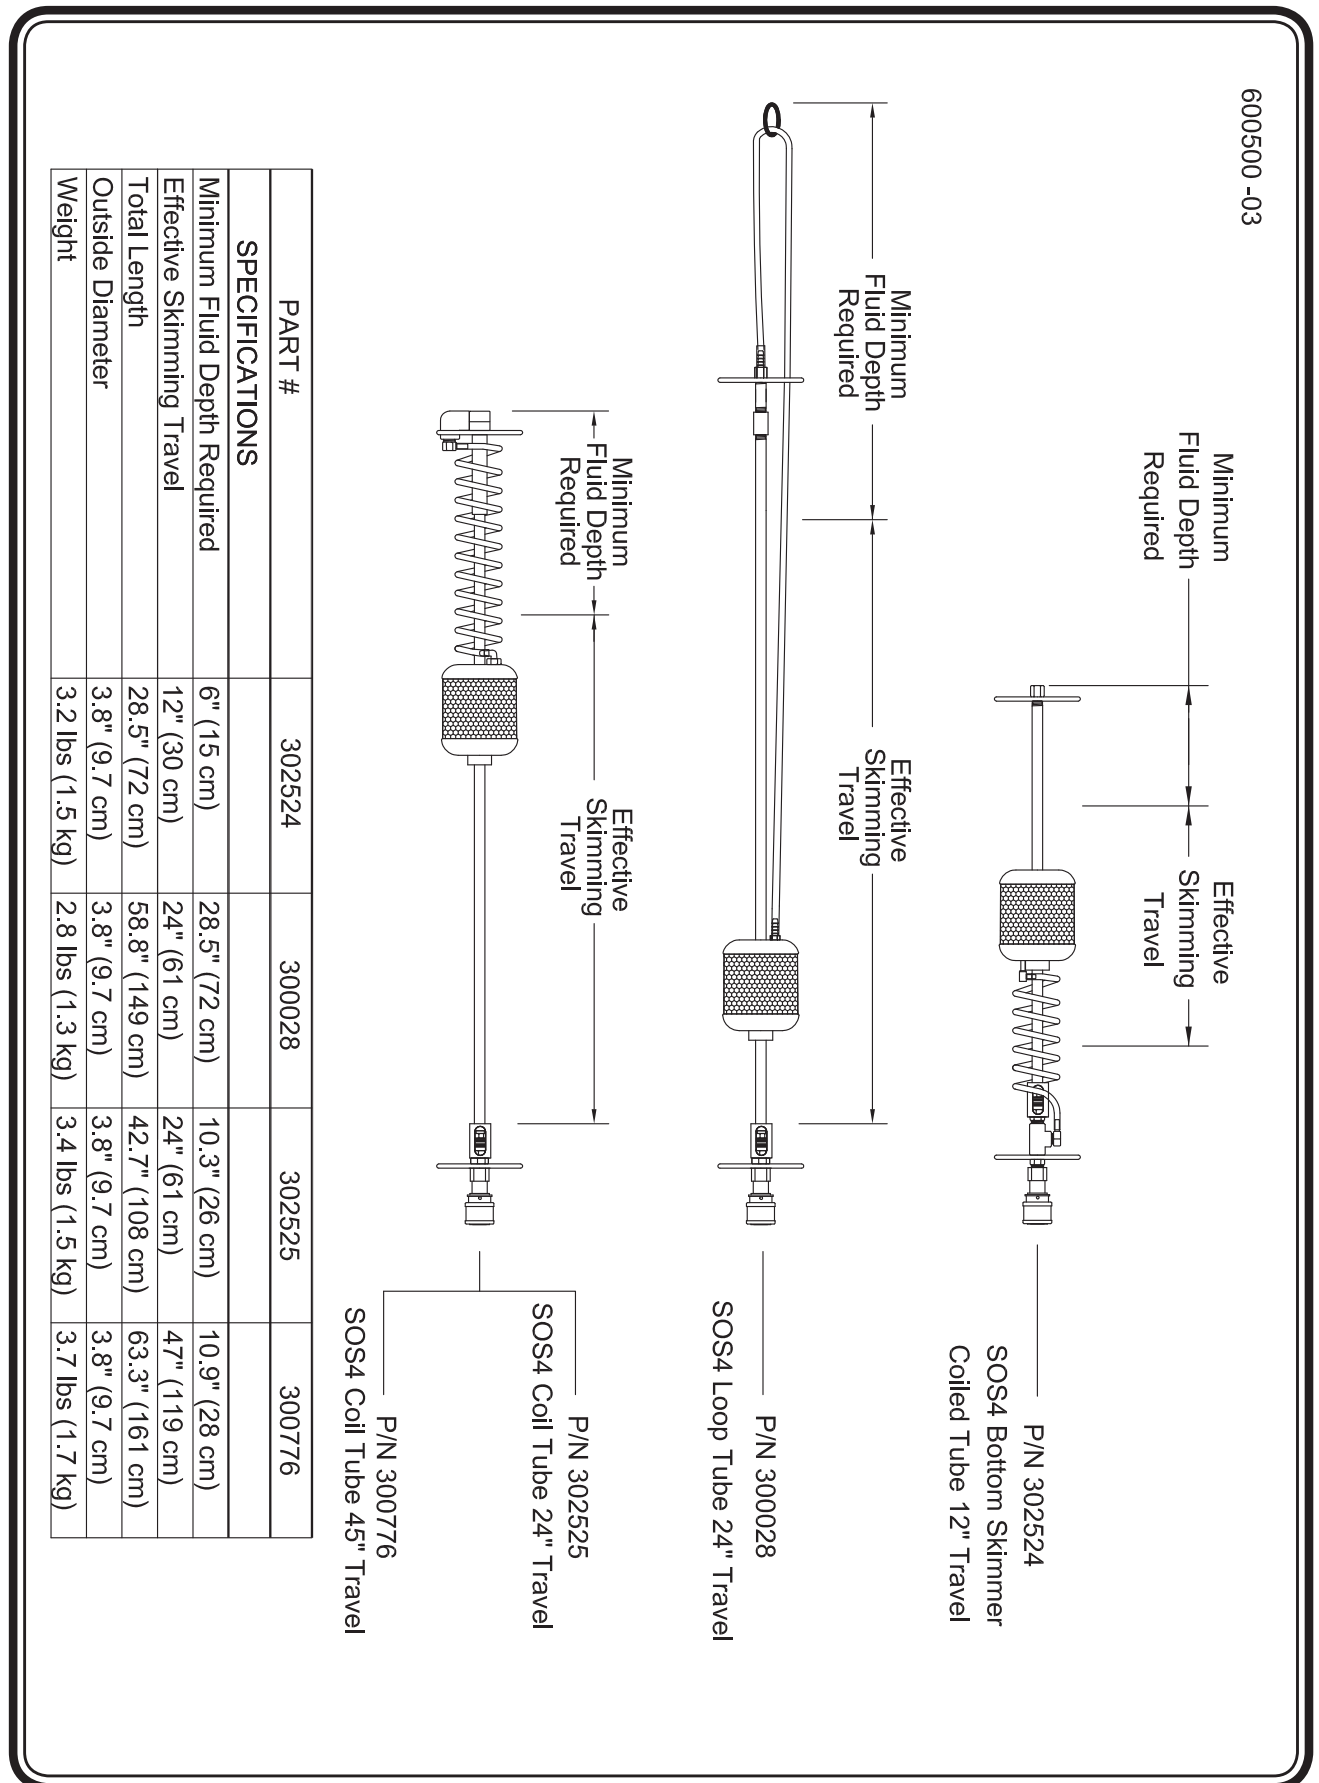 600500 -03
Minimum
Fluid Depth
Required
Effective
Skimming
Travel
P/N 302524
SOS4 Bottom Skimmer
Coiled Tube 12" Travel
Minimum
Fluid Depth
Required
Effective
Skimming
Travel
P/N 300028
SOS4 Loop Tube 24" Travel
Minimum
Fluid Depth
Required
Effective
Skimming
Travel
P/N 302525
SOS4 Coil Tube 24" Travel
P/N 300776
SOS4 Coil Tube 45" Travel
PART # 302524 300028 302525 300776
SPECIFICATIONS
Minimum Fluid Depth Required 6" (15 cm) 28.5" (72 cm) 10.3" (26 cm) 10.9" (28 cm)
Effective Skimming Travel 12" (30 cm) 24" (61 cm) 24" (61 cm) 47" (119 cm)
Total Length 28.5" (72 cm) 58.8" (149 cm) 42.7" (108 cm) 63.3" (161 cm)
Outside Diameter 3.8" (9.7 cm) 3.8" (9.7 cm) 3.8" (9.7 cm) 3.8" (9.7 cm)
Weight 3.2 lbs (1.5 kg) 2.8 lbs (1.3 kg) 3.4 lbs (1.5 kg) 3.7 lbs (1.7 kg)